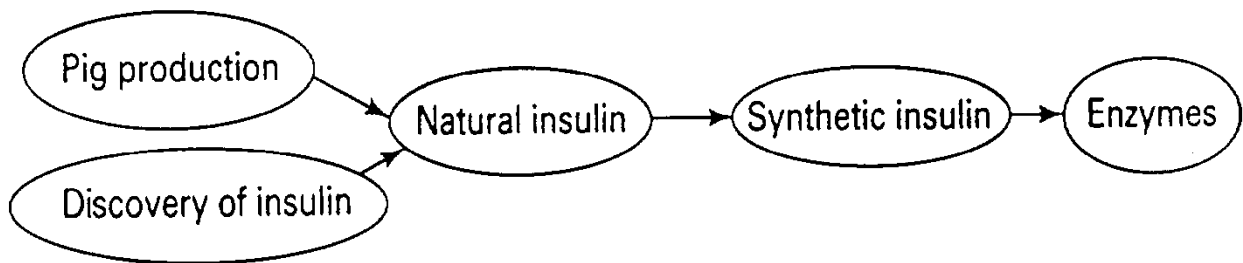 Pig production
Discovery of insulin
Natural insulin
Synthetic insulin
Enzymes